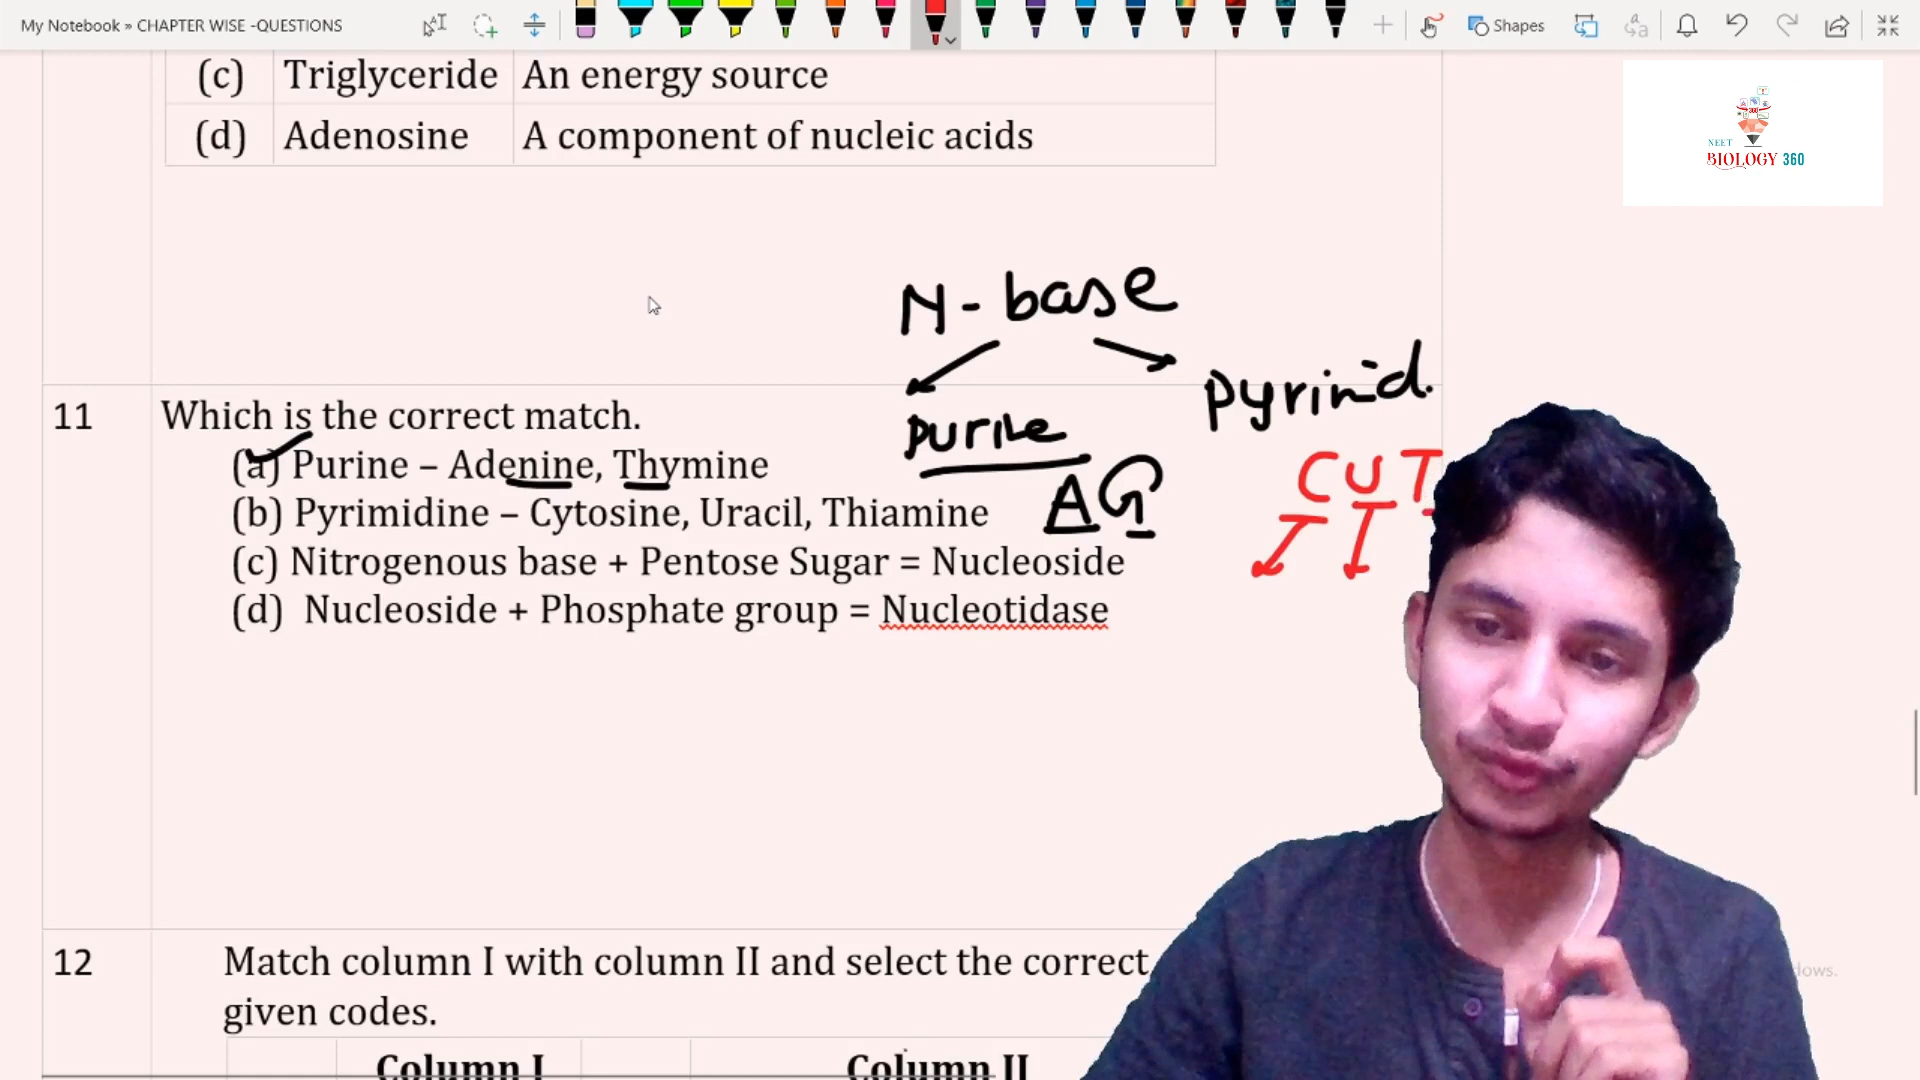 My Notebook » CHAPTER WISE -QUESTIONS
Shapes
(c) Triglyceride An energy source
(d) Adenosine A component of nucleic acids
NEET
BIOLOGY 360
N-base
purine
pyrimid.
A G
C U T
11 Which is the correct match.
(a) Purine – Adenine, Thymine
(b) Pyrimidine – Cytosine, Uracil, Thiamine
(c) Nitrogenous base + Pentose Sugar = Nucleoside
(d) Nucleoside + Phosphate group = Nucleotidase
12 Match column I with column II and select the correct
given codes.
Column I Column II